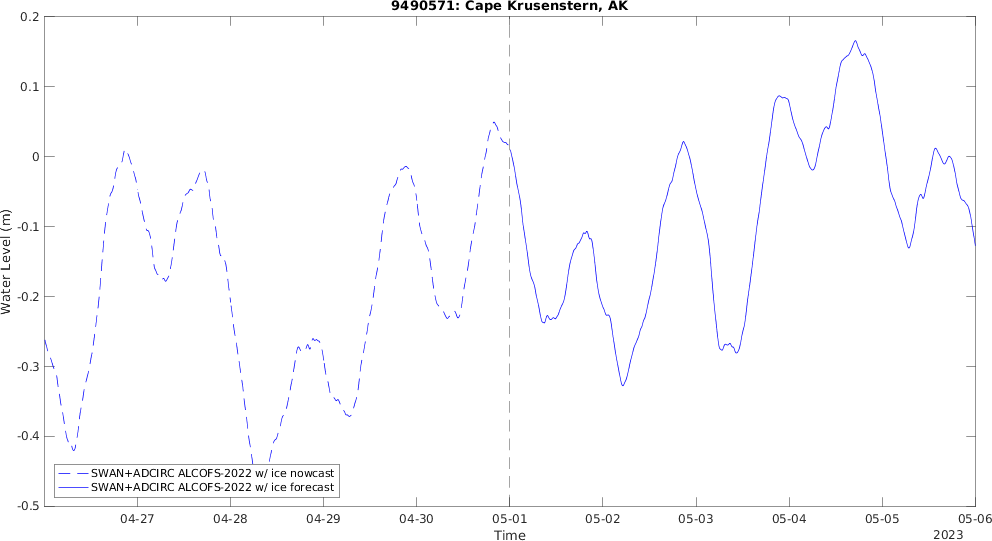 9490571: Cape Krusenstern, AK
0.2
0.1
0
-0.1
-0.2
-0.3
-0.4
-0.5
Water Level (m)
SWAN+ADCIRC ALCOFS-2022 w/ ice nowcast
SWAN+ADCIRC ALCOFS-2022 w/ ice forecast
04-27 04-28 04-29 04-30 05-01 05-02 05-03 05-04 05-05 05-06
Time
2023